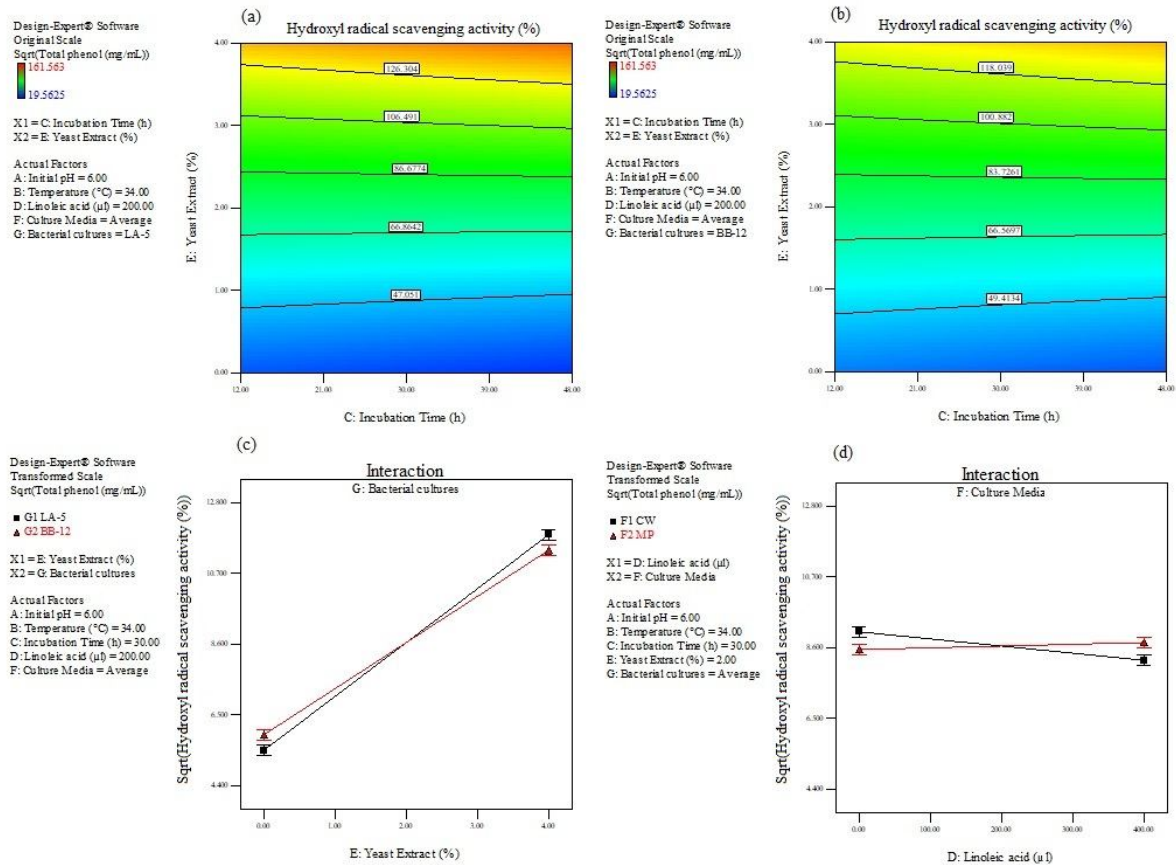 (a)
Design-Expert® Software
Original Scale
Sqrt(Total phenol (mg/mL))
161.563
19.5625
X1 = C: Incubation Time (h)
X2 = E: Yeast Extract (%)
Actual Factors
A: Initial pH = 6.00
B: Temperature (°C) = 34.00
D: Linoleic acid (µl) = 200.00
F: Culture Media = Average
G: Bacterial cultures = LA-5
Hydroxyl radical scavenging activity (%)
4.00
3.00
2.00
1.00
0.00
E: Yeast Extract (%)
126.304
106.491
86.6774
66.8642
47.051
12.00 21.00 30.00 39.00 48.00
C: Incubation Time (h)
(b)
Design-Expert® Software
Original Scale
Sqrt(Total phenol (mg/mL))
161.563
19.5625
X1 = C: Incubation Time (h)
X2 = E: Yeast Extract (%)
Actual Factors
A: Initial pH = 6.00
B: Temperature (°C) = 34.00
D: Linoleic acid (µl) = 200.00
F: Culture Media = Average
G: Bacterial cultures = BB-12
Hydroxyl radical scavenging activity (%)
4.00
3.00
2.00
1.00
0.00
E: Yeast Extract (%)
118.039
100.882
83.7261
66.5697
49.4134
12.00 21.00 30.00 39.00 48.00
C: Incubation Time (h)
(c)
Design-Expert® Software
Transformed Scale
Sqrt(Total phenol (mg/mL))
G1 LA-5
G2 BB-12
X1 = E: Yeast Extract (%)
X2 = G: Bacterial cultures
Actual Factors
A: Initial pH = 6.00
B: Temperature (°C) = 34.00
C: Incubation Time (h) = 30.00
D: Linoleic acid (µl) = 200.00
F: Culture Media = Average
Interaction
G: Bacterial cultures
Sqrt(Hydroxyl radical scavenging activity (%))
12.800
10.700
8.600
6.500
4.400
0.00 1.00 2.00 3.00 4.00
E: Yeast Extract (%)
(d)
Design-Expert® Software
Transformed Scale
Sqrt(Total phenol (mg/mL))
F1 CW
F2 MP
X1 = D: Linoleic acid (µl)
X2 = F: Culture Media
Actual Factors
A: Initial pH = 6.00
B: Temperature (°C) = 34.00
C: Incubation Time (h) = 30.00
E: Yeast Extract (%) = 2.00
G: Bacterial cultures = Average
Interaction
F: Culture Media
Sqrt(Hydroxyl radical scavenging activity (%))
12.800
10.700
8.600
6.500
4.400
0.00 100.00 200.00 300.00 400.00
D: Linoleic acid (µl)